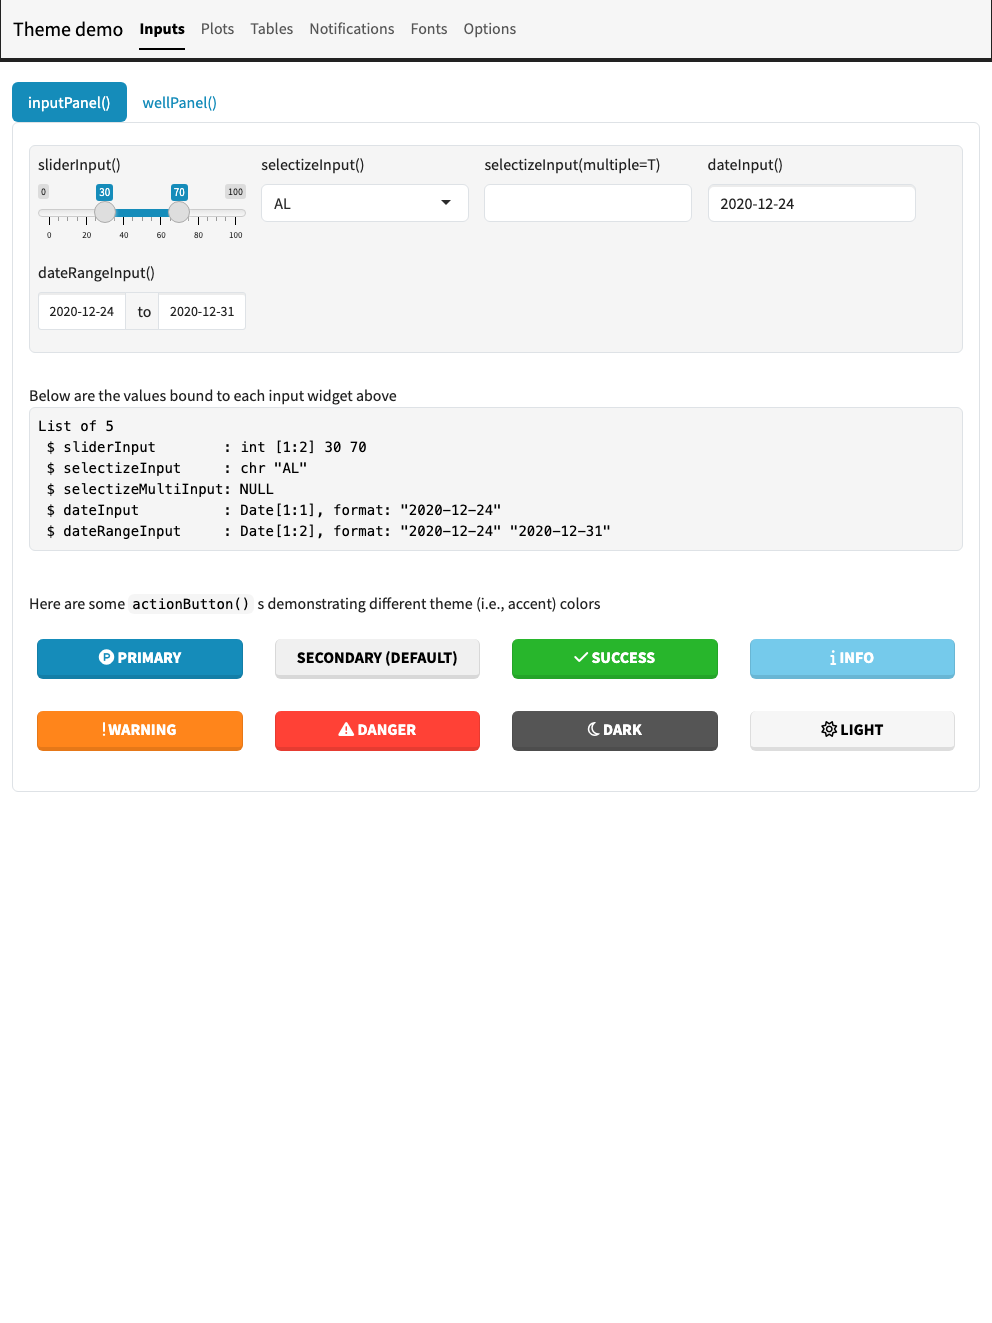 Theme demo Inputs Plots Tables Notifications Fonts Options
inputPanel() wellPanel()
sliderInput() selectizeInput() selectizeInput(multiple=T) dateInput()
0 30 70 100
AL 2020-12-24
0 20 40 60 80 100
dateRangeInput()
2020-12-24 to 2020-12-31
Below are the values bound to each input widget above
List of 5
 $ sliderInput        : int [1:2] 30 70
 $ selectizeInput     : chr "AL"
 $ selectizeMultiInput: NULL
 $ dateInput          : Date[1:1], format: "2020-12-24"
 $ dateRangeInput     : Date[1:2], format: "2020-12-24" "2020-12-31"
Here are some actionButton() s demonstrating different theme (i.e., accent) colors
PRIMARY SECONDARY (DEFAULT) SUCCESS INFO
WARNING DANGER DARK LIGHT